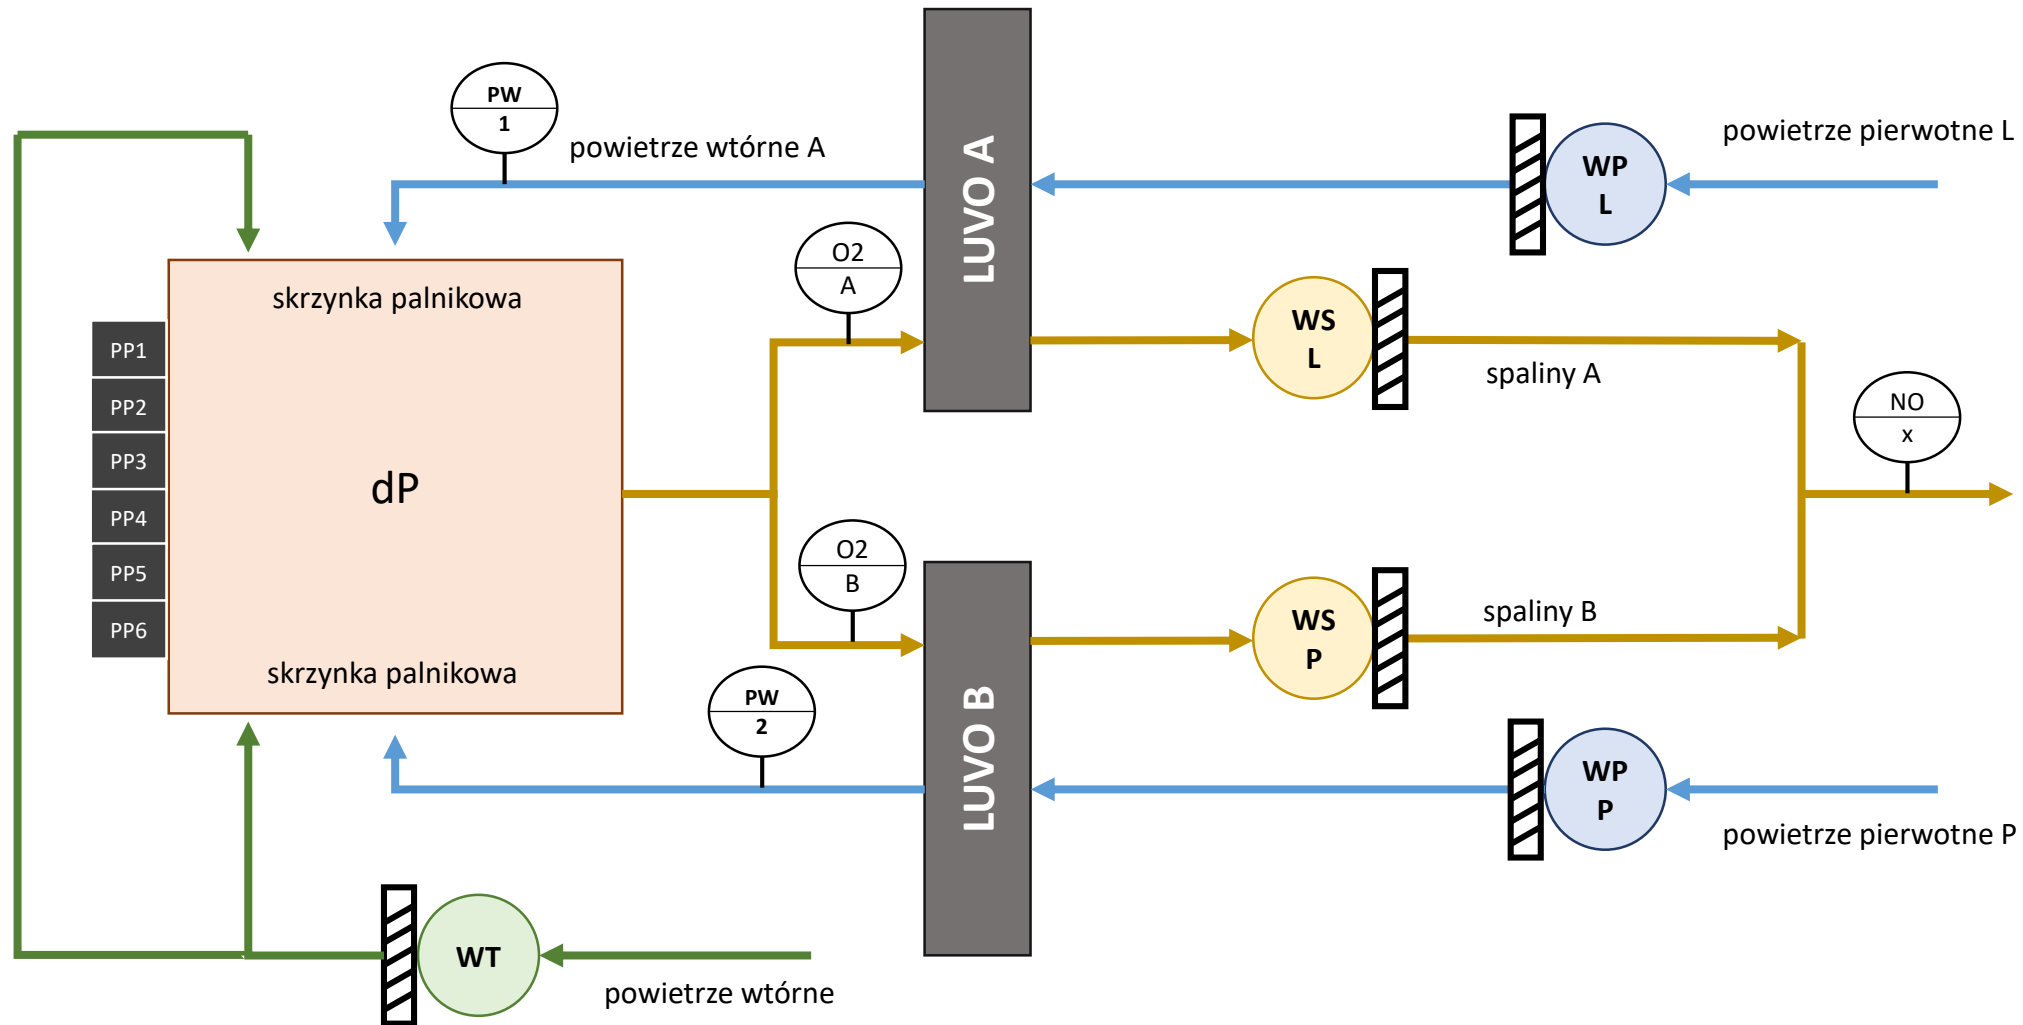 PW
1
powietrze wtórne A
LUVO A
WP
L
powietrze pierwotne L
skrzynka palnikowa
O2
A
WS
L
spaliny A
PP1
PP2
PP3
PP4
PP5
PP6
dP
NO
x
O2
B
WS
P
spaliny B
skrzynka palnikowa
PW
2
LUVO B
WP
P
powietrze pierwotne P
WT
powietrze wtórne